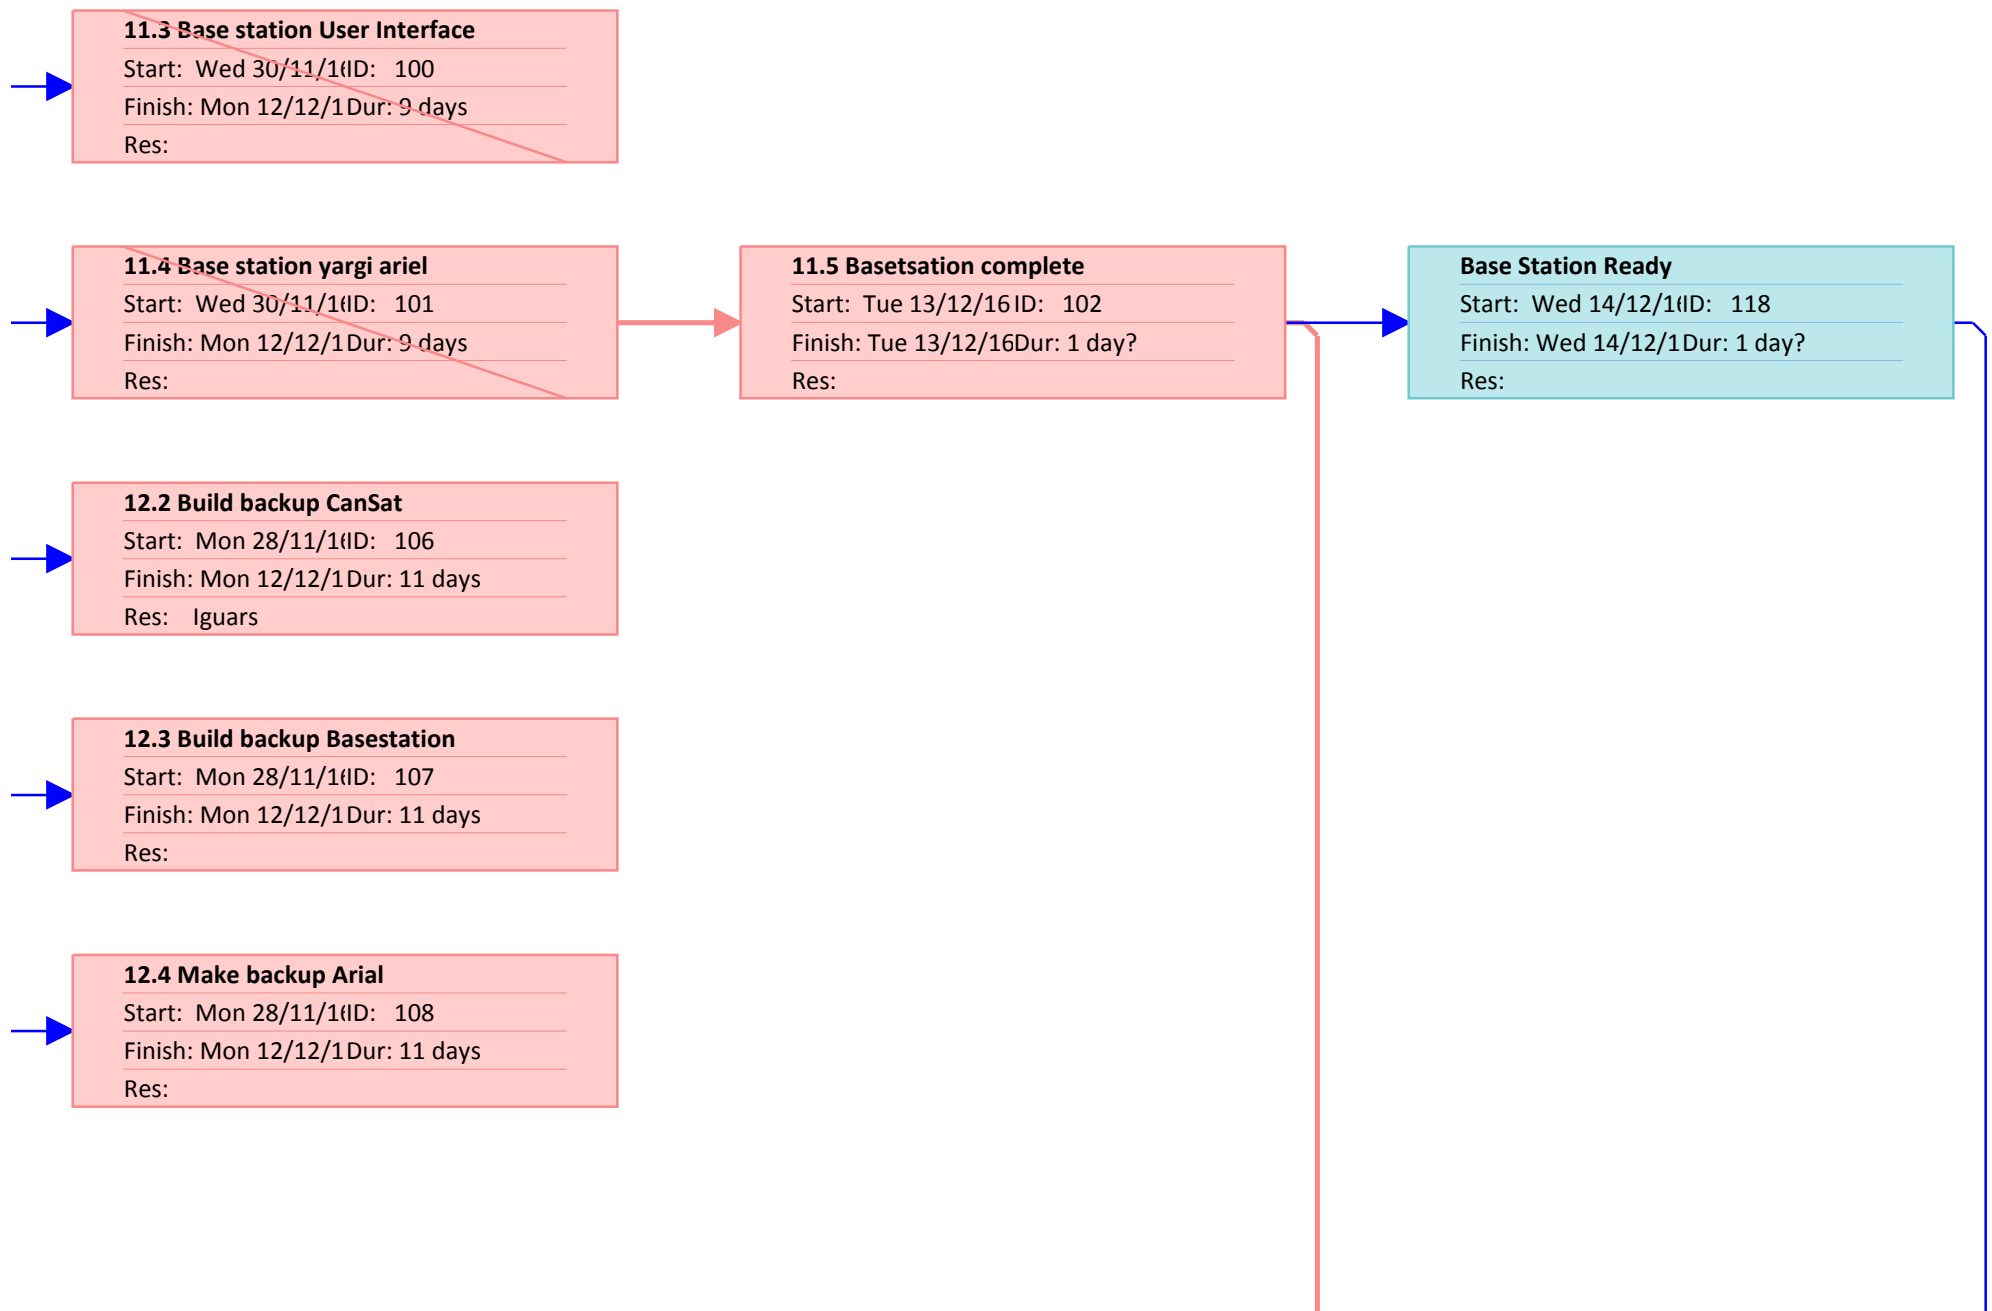 11.3 Base station User Interface
Start: Wed 30/11/16 ID: 100
Finish: Mon 12/12/1 Dur: 9 days
Res:
11.4 Base station yargi ariel
Start: Wed 30/11/16 ID: 101
Finish: Mon 12/12/1 Dur: 9 days
Res:
11.5 Basetsation complete
Start: Tue 13/12/16 ID: 102
Finish: Tue 13/12/16 Dur: 1 day?
Res:
Base Station Ready
Start: Wed 14/12/16 ID: 118
Finish: Wed 14/12/1 Dur: 1 day?
Res:
12.2 Build backup CanSat
Start: Mon 28/11/16 ID: 106
Finish: Mon 12/12/1 Dur: 11 days
Res: Iguars
12.3 Build backup Basestation
Start: Mon 28/11/16 ID: 107
Finish: Mon 12/12/1 Dur: 11 days
Res:
12.4 Make backup Arial
Start: Mon 28/11/16 ID: 108
Finish: Mon 12/12/1 Dur: 11 days
Res: